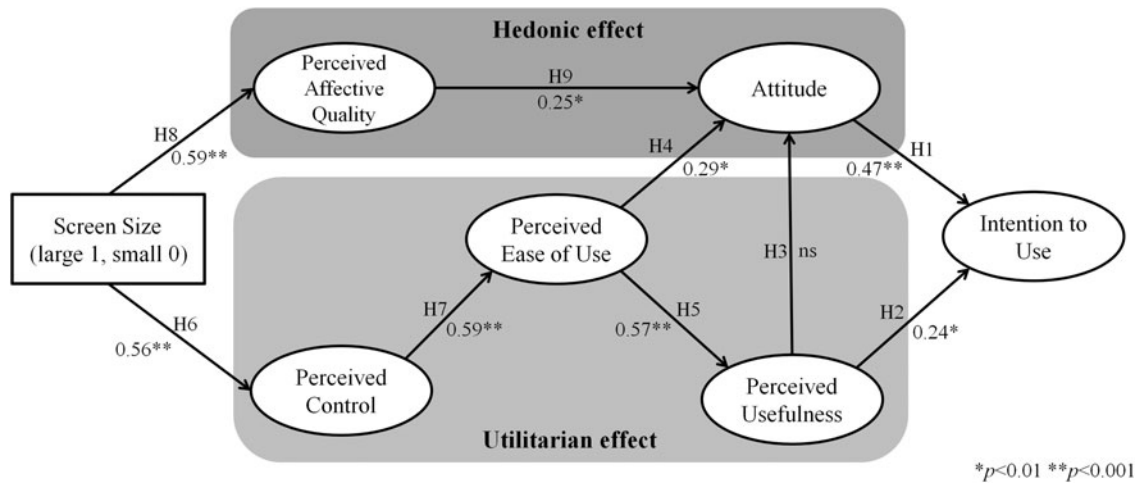 Hedonic effect
Perceived
Affective
Quality
H9
0.25*
Attitude
H8
0.59**
H4
0.29*
H1
0.47**
Screen Size
(large 1, small 0)
Perceived
Ease of Use
H3 ns
Intention to
Use
H6
0.56**
H7
0.59**
H5
0.57**
H2
0.24*
Perceived
Control
Perceived
Usefulness
Utilitarian effect
*p<0.01 **p<0.001